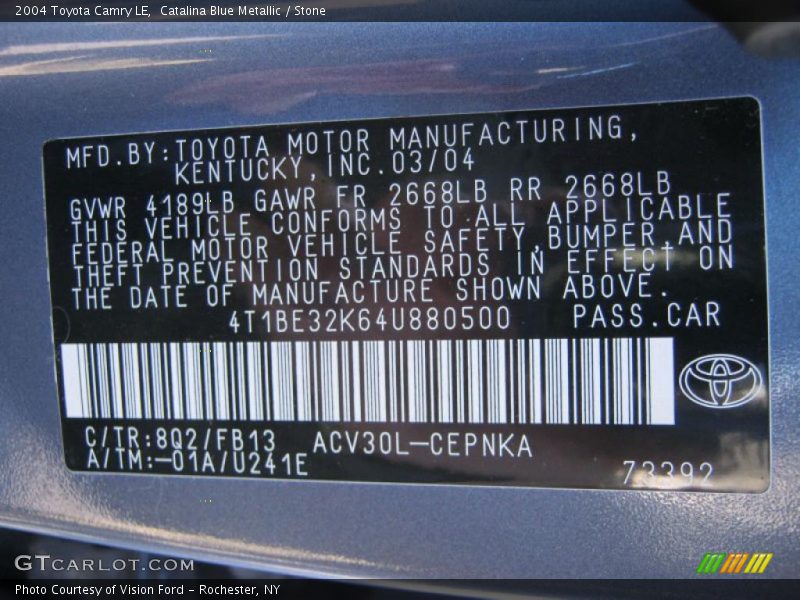 2004 Toyota Camry LE,  Catalina Blue Metallic / Stone
MFD.BY:TOYOTA MOTOR MANUFACTURING,
KENTUCKY,INC.03/04
GVWR 4189LB GAWR FR 2668LB RR 2668LB
THIS VEHICLE CONFORMS TO ALL APPLICABLE
FEDERAL MOTOR VEHICLE SAFETY,BUMPER,AND
THEFT PREVENTION STANDARDS IN EFFECT ON
THE DATE OF MANUFACTURE SHOWN ABOVE.
4T1BE32K64U880500 PASS.CAR
C/TR:8Q2/FB13 ACV30L-CEPNKA
A/TM:-01A/U241E
73392
GTCARLOT.COM
Photo Courtesy of Vision Ford - Rochester, NY